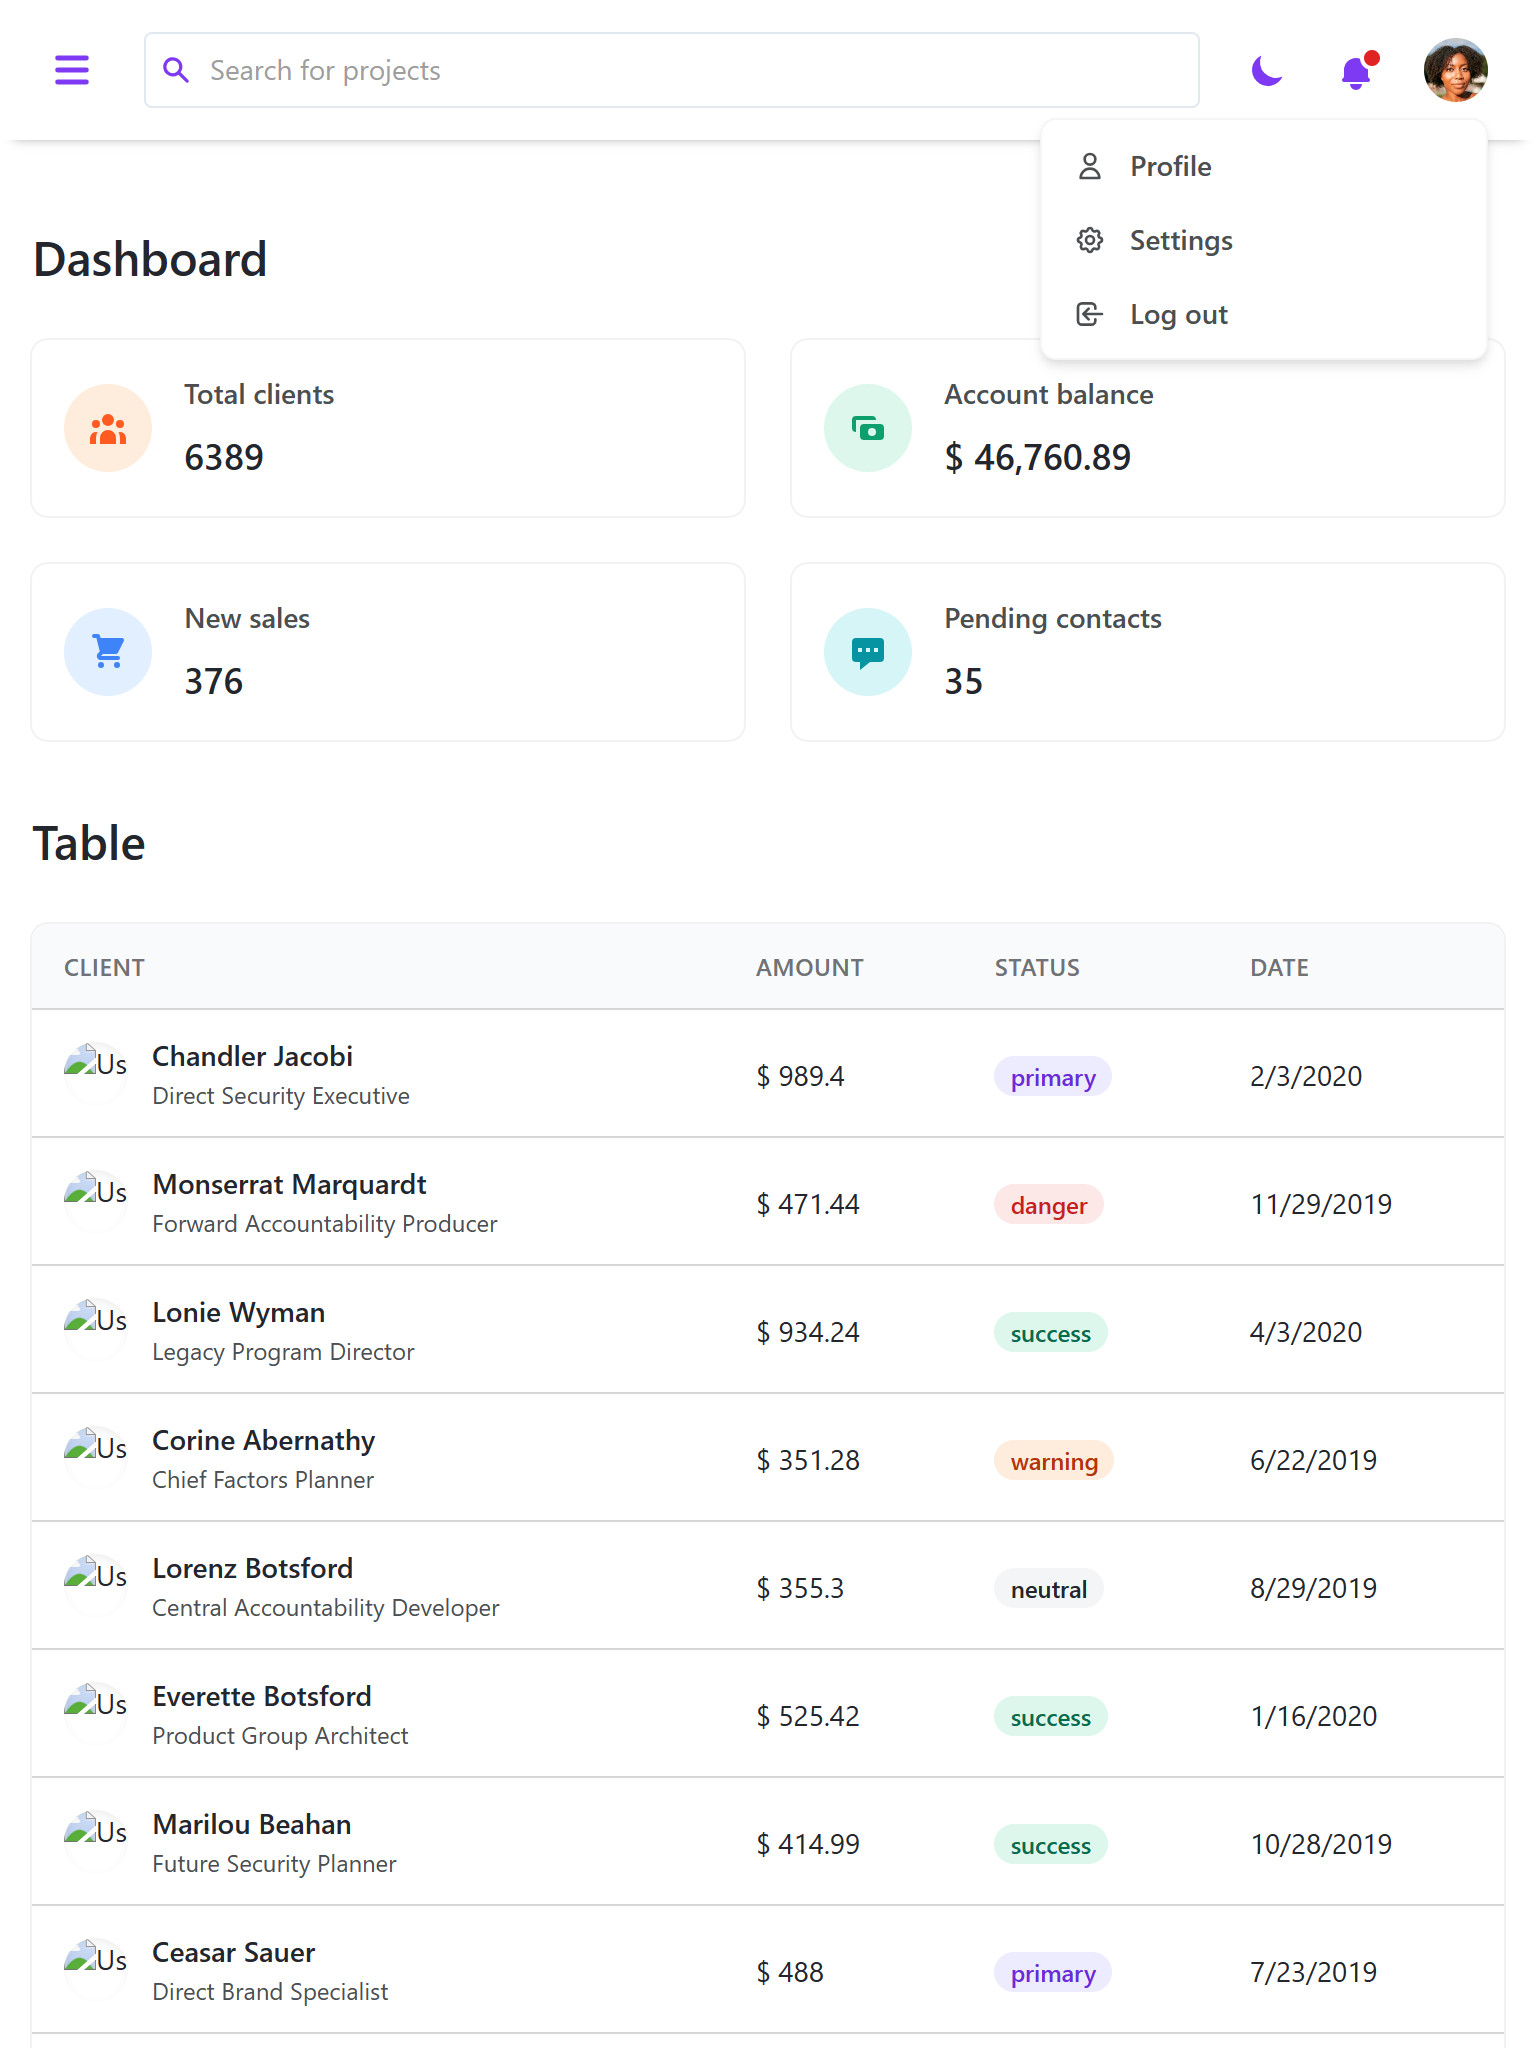 Search for projects
Profile
Settings
Log out
Dashboard
Total clients
6389
Account balance
$ 46,760.89
New sales
376
Pending contacts
35
Table
CLIENT AMOUNT STATUS DATE
Us Chandler Jacobi
Direct Security Executive
$ 989.4 primary 2/3/2020
Us Monserrat Marquardt
Forward Accountability Producer
$ 471.44 danger 11/29/2019
Us Lonie Wyman
Legacy Program Director
$ 934.24 success 4/3/2020
Us Corine Abernathy
Chief Factors Planner
$ 351.28 warning 6/22/2019
Us Lorenz Botsford
Central Accountability Developer
$ 355.3 neutral 8/29/2019
Us Everette Botsford
Product Group Architect
$ 525.42 success 1/16/2020
Us Marilou Beahan
Future Security Planner
$ 414.99 success 10/28/2019
Us Ceasar Sauer
Direct Brand Specialist
$ 488 primary 7/23/2019